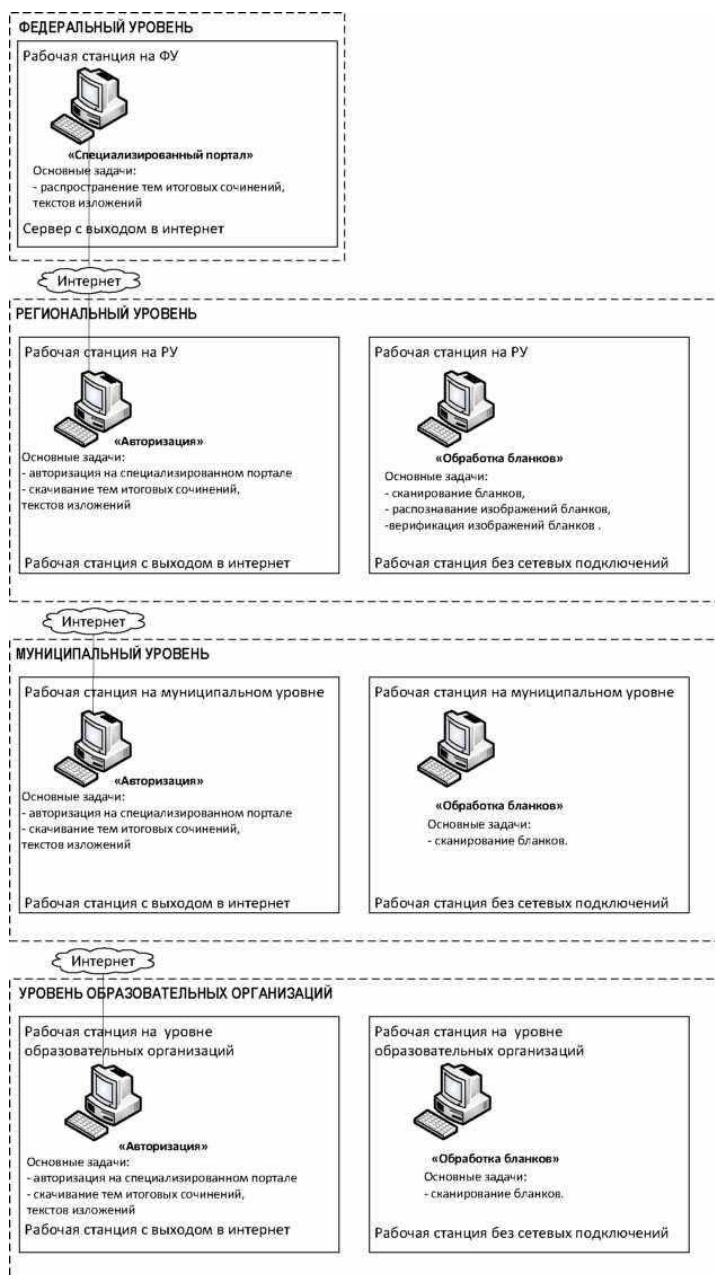 ФЕДЕРАЛЬНЫЙ УРОВЕНЬ
Рабочая станция на ФУ
«Специализированный портал»
Основные задачи:
- распространение тем итоговых сочинений,
текстов изложений
Сервер с выходом в интернет
Интернет
РЕГИОНАЛЬНЫЙ УРОВЕНЬ
Рабочая станция на РУ
«Авторизация»
Основные задачи:
- авторизация на специализированном портале
- скачивание тем итоговых сочинений,
текстов изложений
Рабочая станция с выходом в интернет
Рабочая станция на РУ
«Обработка бланков»
Основные задачи:
- сканирование бланков,
- распознавание изображений бланков,
-верификация изображений бланков .
Рабочая станция без сетевых подключений
Интернет
МУНИЦИПАЛЬНЫЙ УРОВЕНЬ
Рабочая станция на муниципальном уровне
«Авторизация»
Основные задачи:
- авторизация на специализированном портале
- скачивание тем итоговых сочинений,
текстов изложений
Рабочая станция с выходом в интернет
Рабочая станция на муниципальном уровне
«Обработка бланков»
Основные задачи:
- сканирование бланков.
Рабочая станция без сетевых подключений
Интернет
УРОВЕНЬ ОБРАЗОВАТЕЛЬНЫХ ОРГАНИЗАЦИЙ
Рабочая станция на уровне
образовательных организаций
«Авторизация»
Основные задачи:
- авторизация на специализированном портале
- скачивание тем итоговых сочинений,
текстов изложений
Рабочая станция с выходом в интернет
Рабочая станция на уровне
образовательных организаций
«Обработка бланков»
Основные задачи:
- сканирование бланков.
Рабочая станция без сетевых подключений